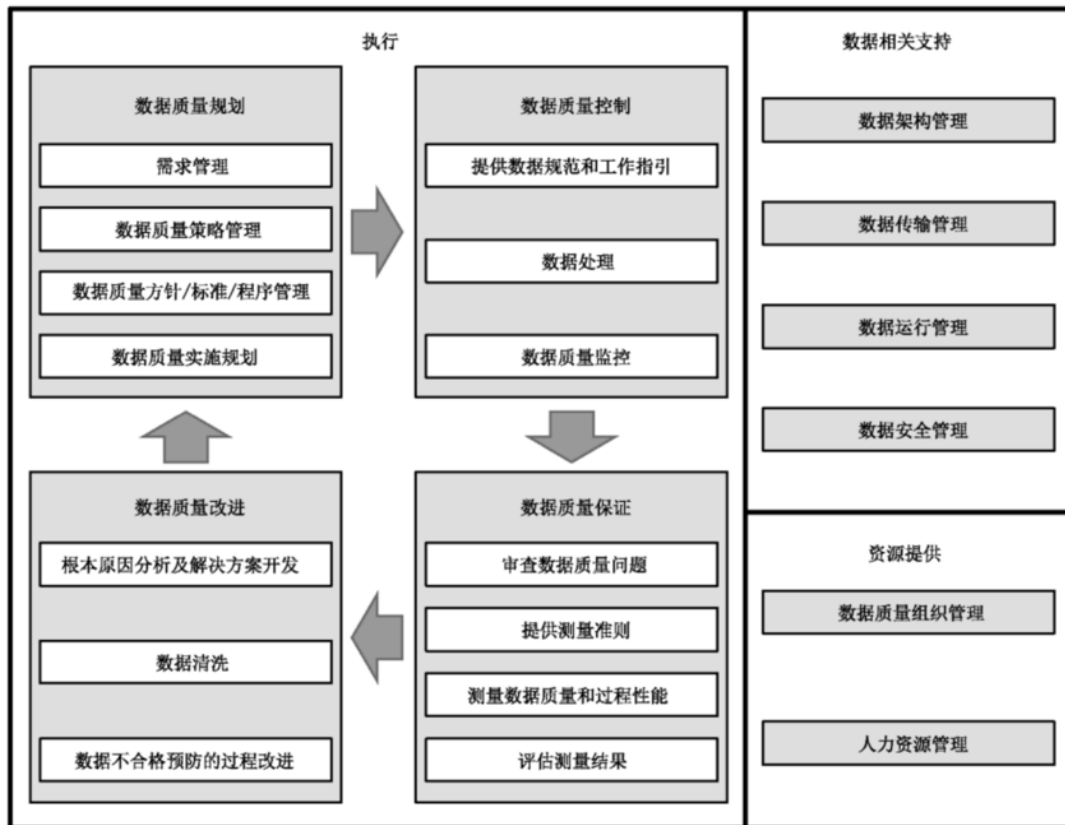 执行
数据质量规划
需求管理
数据质量策略管理
数据质量方针/标准/程序管理
数据质量实施规划
数据质量控制
提供数据规范和工作指引
数据处理
数据质量监控
数据质量改进
根本原因分析及解决方案开发
数据清洗
数据不合格预防的过程改进
数据质量保证
审查数据质量问题
提供测量准则
测量数据质量和过程性能
评估测量结果
数据相关支持
数据架构管理
数据传输管理
数据运行管理
数据安全管理
资源提供
数据质量组织管理
人力资源管理